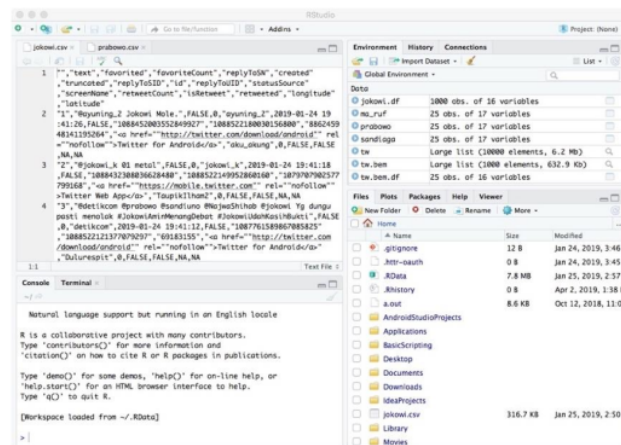 RStudio
Go to file/function
Addins
Project: (None)
jokowi.csv
prabowo.csv
1 "","text","favorited","favoriteCount","replyToSN","created"
,"truncated","replyToSID","id","replyToUID","statusSource"
,"screenName","retweetCount","isRetweet","retweeted","longitude"
,"latitude"
2 "1","@ayuning_2 Jokowi Mole.",FALSE,0,"ayuning_2",2019-01-24 19
:41:26,FALSE,"1088452003552849927","1088522180030156800","8862459
48141195264","<a href=""http://twitter.com/download/android"" rel
=""nofollow"">Twitter for Android</a>","aku_okung",0,FALSE,FALSE
,NA,NA
3 "2","@jokowi_k 01 metal",FALSE,0,"jokowi_k",2019-01-24 19:41:18
,FALSE,"1088432308036628480","1088522149952860160","1079707902577
799168","<a href=""https://mobile.twitter.com"" rel=""nofollow""
>Twitter Web App</a>","Taupikilham2",0,FALSE,FALSE,NA,NA
4 "3","@detikcom @prabowo @sandiuno @NajwaShihab @jokowi Yg dungu
pasti menolak #JokowiAminMenangDebat #JokowiUdahKasihBukti",FALSE
,0,"detikcom",2019-01-24 19:41:12,FALSE,"1087761589867085825"
,"1088522121377079297","69183155","<a href=""http://twitter.com
/download/android"" rel=""nofollow"">Twitter for Android</a>"
,"Dulurespit",0,FALSE,FALSE,NA,NA
1:1
Text File
Console
Terminal
~/
Natural language support but running in an English locale
R is a collaborative project with many contributors.
Type 'contributors()' for more information and
'citation()' on how to cite R or R packages in publications.
Type 'demo()' for some demos, 'help()' for on-line help, or
'help.start()' for an HTML browser interface to help.
Type 'q()' to quit R.
[Workspace loaded from ~/.RData]
>
Environment History Connections
Import Dataset
List
Global Environment
Data
jokowi.df 1000 obs. of 16 variables
ma_ruf 25 obs. of 17 variables
prabowo 25 obs. of 17 variables
sandiaga 25 obs. of 17 variables
tw Large list (10000 elements, 6.2 Mb)
tw.bem Large list (1000 elements, 632.9 Kb)
tw.bem.df 25 obs. of 16 variables
Files Plots Packages Help Viewer
New Folder Delete Rename More
Home
Name Size Modified
.gitignore 12 B Jan 24, 2019, 3:46
.httr-oauth 0 B Jan 24, 2019, 3:45
.RData 7.8 MB Jan 25, 2019, 2:57
.Rhistory 0 B Apr 2, 2019, 1:38
a.out 8.6 KB Oct 12, 2018, 11:0
AndroidStudioProjects
Applications
BasicScripting
Desktop
Documents
Downloads
IdeaProjects
jokowi.csv 316.7 KB Jan 25, 2019, 2:50
Library
Movies